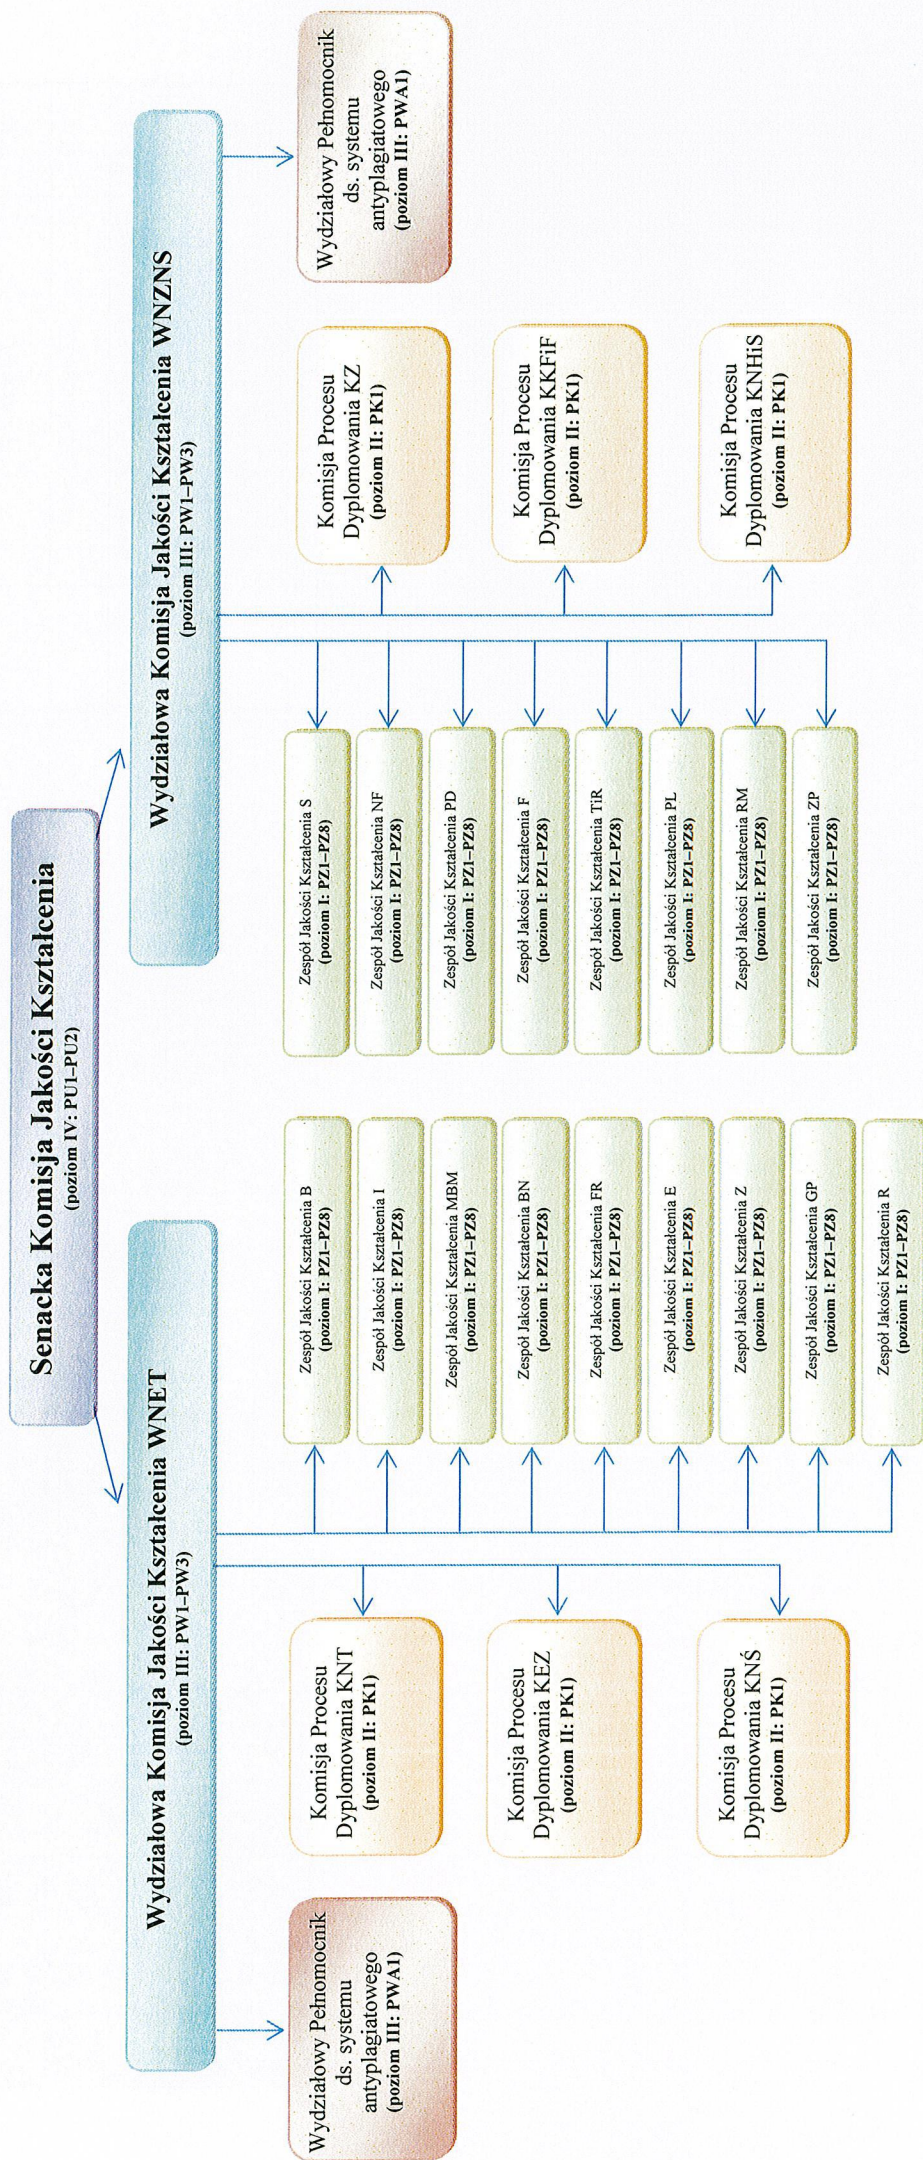 Senacka Komisja Jakości Kształcenia
(poziom IV: PU1–PU2)
Wydziałowa Komisja Jakości Kształcenia WNET
(poziom III: PW1–PW3)
Wydziałowa Komisja Jakości Kształcenia WNZNS
(poziom III: PW1–PW3)
Wydziałowy Pełnomocnik
ds. systemu
antyplagiatowego
(poziom III: PWA1)
Komisja Procesu
Dyplomowania KNT
(poziom II: PK1)
Komisja Procesu
Dyplomowania KEZ
(poziom II: PK1)
Komisja Procesu
Dyplomowania KNŚ
(poziom II: PK1)
Zespół Jakości Kształcenia B
(poziom I: PZ1–PZ8)
Zespół Jakości Kształcenia I
(poziom I: PZ1–PZ8)
Zespół Jakości Kształcenia MBM
(poziom I: PZ1–PZ8)
Zespół Jakości Kształcenia BN
(poziom I: PZ1–PZ8)
Zespół Jakości Kształcenia FR
(poziom I: PZ1–PZ8)
Zespół Jakości Kształcenia E
(poziom I: PZ1–PZ8)
Zespół Jakości Kształcenia Z
(poziom I: PZ1–PZ8)
Zespół Jakości Kształcenia GP
(poziom I: PZ1–PZ8)
Zespół Jakości Kształcenia R
(poziom I: PZ1–PZ8)
Zespół Jakości Kształcenia S
(poziom I: PZ1–PZ8)
Zespół Jakości Kształcenia NF
(poziom I: PZ1–PZ8)
Zespół Jakości Kształcenia PD
(poziom I: PZ1–PZ8)
Zespół Jakości Kształcenia F
(poziom I: PZ1–PZ8)
Zespół Jakości Kształcenia TiR
(poziom I: PZ1–PZ8)
Zespół Jakości Kształcenia PL
(poziom I: PZ1–PZ8)
Zespół Jakości Kształcenia RM
(poziom I: PZ1–PZ8)
Zespół Jakości Kształcenia ZP
(poziom I: PZ1–PZ8)
Komisja Procesu
Dyplomowania KZ
(poziom II: PK1)
Komisja Procesu
Dyplomowania KKFiF
(poziom II: PK1)
Komisja Procesu
Dyplomowania KNHiS
(poziom II: PK1)
Wydziałowy Pełnomocnik
ds. systemu
antyplagiatowego
(poziom III: PWA1)